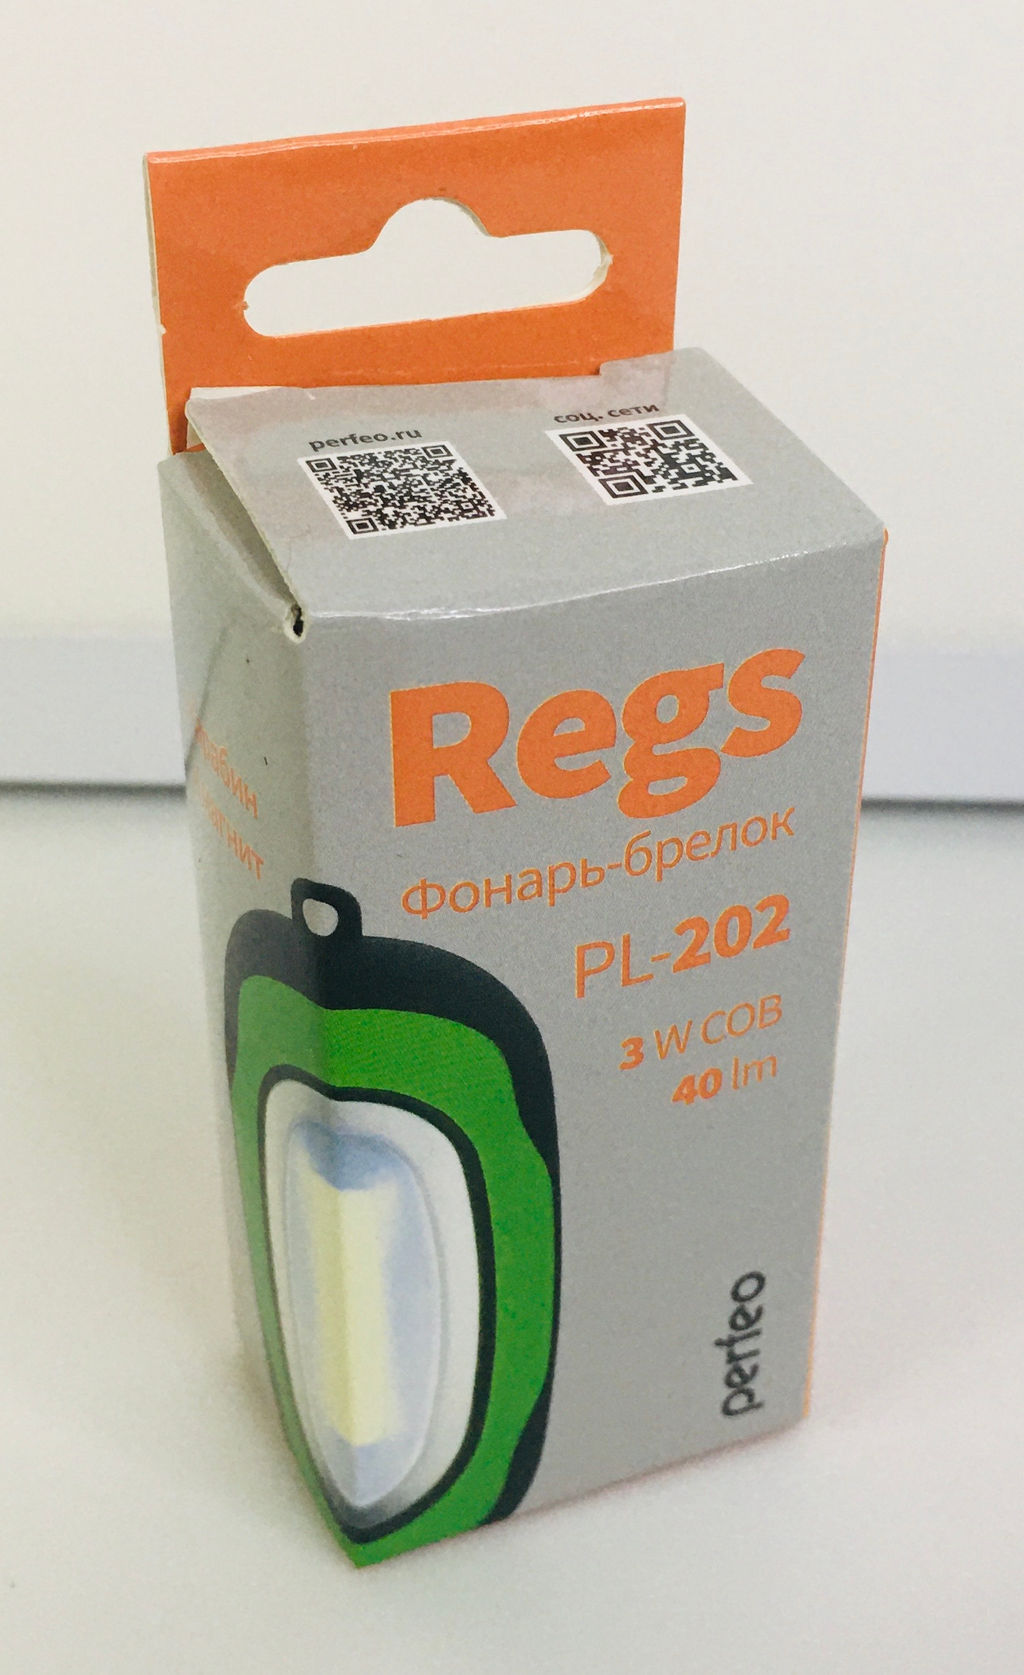 perfeo.ru
соц. сети
Regs
Фонарь-брелок
PL-202
3 W COB
40 lm
perfeo